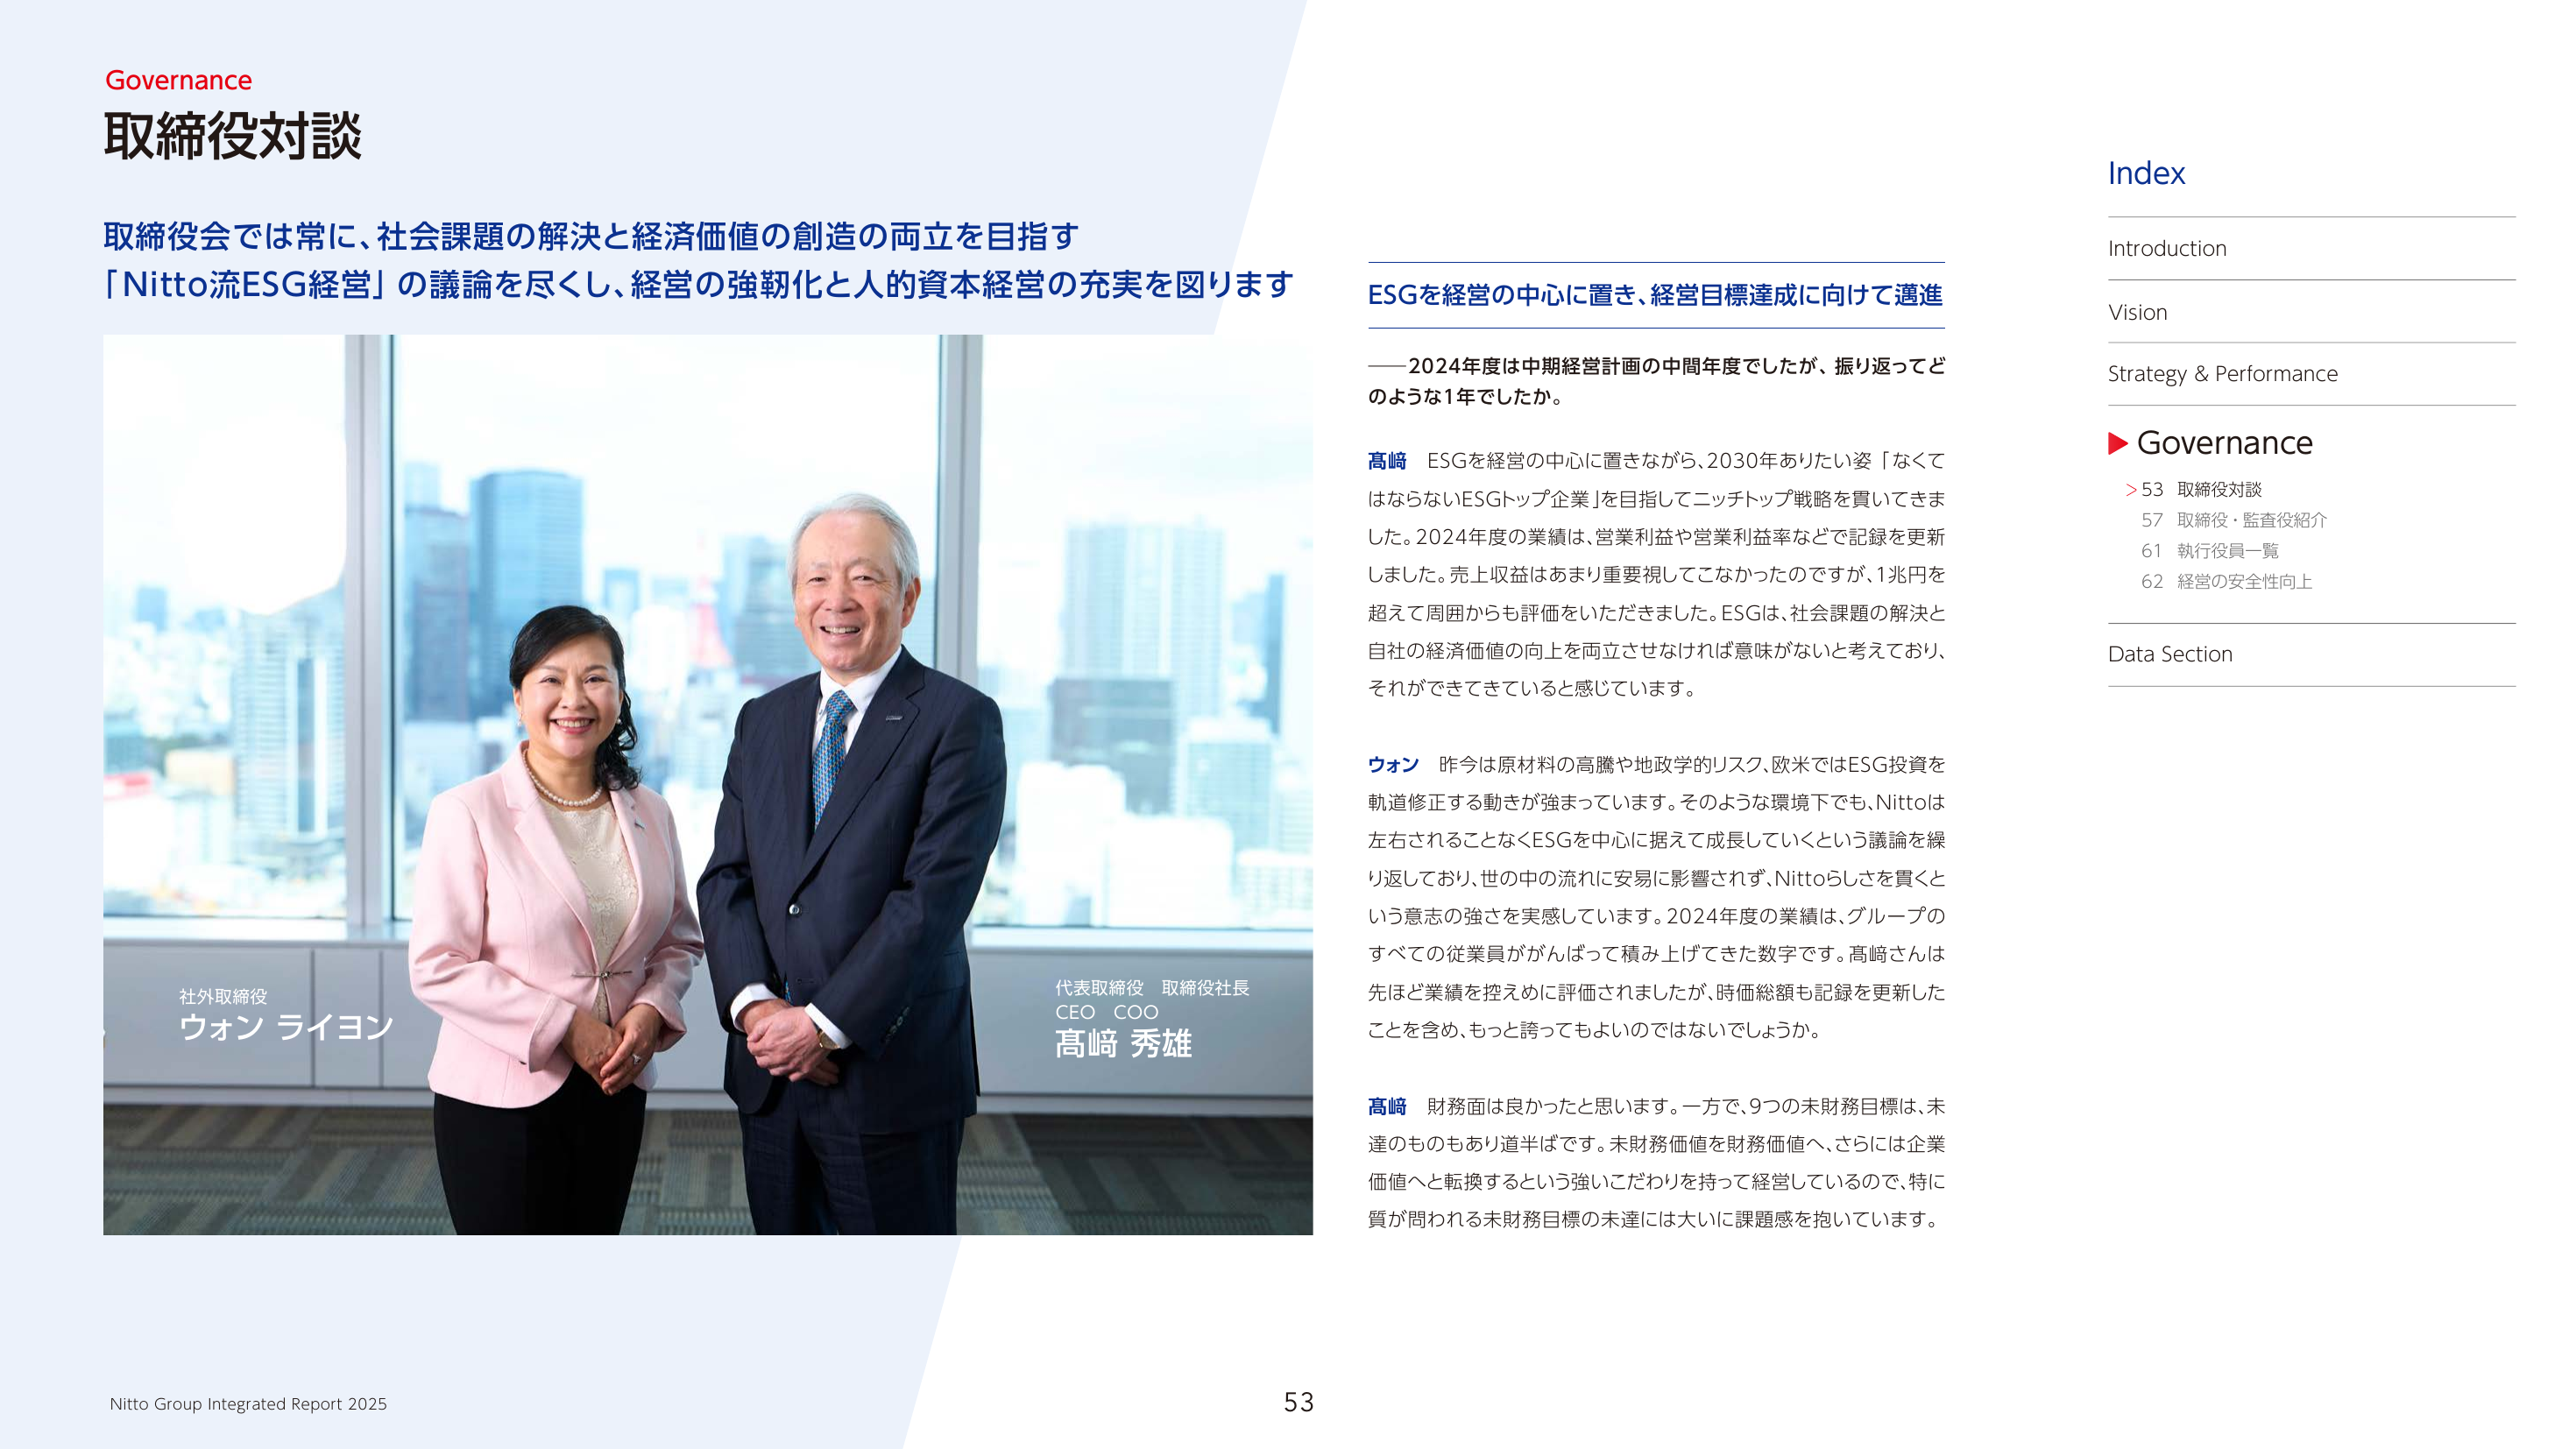 Governance
取締役対談
取締役会では常に、社会課題の解決と経済価値の創造の両立を目指す
「Nitto流ESG経営」の議論を尽くし、経営の強靭化と人的資本経営の充実を図ります
社外取締役
ウォン ライヨン
代表取締役　取締役社長
CEO　COO
髙﨑 秀雄
ESGを経営の中心に置き、経営目標達成に向けて邁進
――2024年度は中期経営計画の中間年度でしたが、振り返ってど
のような1年でしたか。
髙﨑　ESGを経営の中心に置きながら、2030年ありたい姿「なくて
はならないESGトップ企業」を目指してニッチトップ戦略を貫いてきま
した。2024年度の業績は、営業利益や営業利益率などで記録を更新
しました。売上収益はあまり重要視してこなかったのですが、1兆円を
超えて周囲からも評価をいただきました。ESGは、社会課題の解決と
自社の経済価値の向上を両立させなければ意味がないと考えており、
それができてきていると感じています。
ウォン　昨今は原材料の高騰や地政学的リスク、欧米ではESG投資を
軌道修正する動きが強まっています。そのような環境下でも、Nittoは
左右されることなくESGを中心に据えて成長していくという議論を繰
り返しており、世の中の流れに安易に影響されず、Nittoらしさを貫くと
いう意志の強さを実感しています。2024年度の業績は、グループの
すべての従業員ががんばって積み上げてきた数字です。髙﨑さんは
先ほど業績を控えめに評価されましたが、時価総額も記録を更新した
ことを含め、もっと誇ってもよいのではないでしょうか。
髙﨑　財務面は良かったと思います。一方で、9つの未財務目標は、未
達のものもあり道半ばです。未財務価値を財務価値へ、さらには企業
価値へと転換するという強いこだわりを持って経営しているので、特に
質が問われる未財務目標の未達には大いに課題感を抱いています。
Index
Introduction
Vision
Strategy & Performance
Governance
> 53 取締役対談
57 取締役・監査役紹介
61 執行役員一覧
62 経営の安全性向上
Data Section
Nitto Group Integrated Report 2025
53